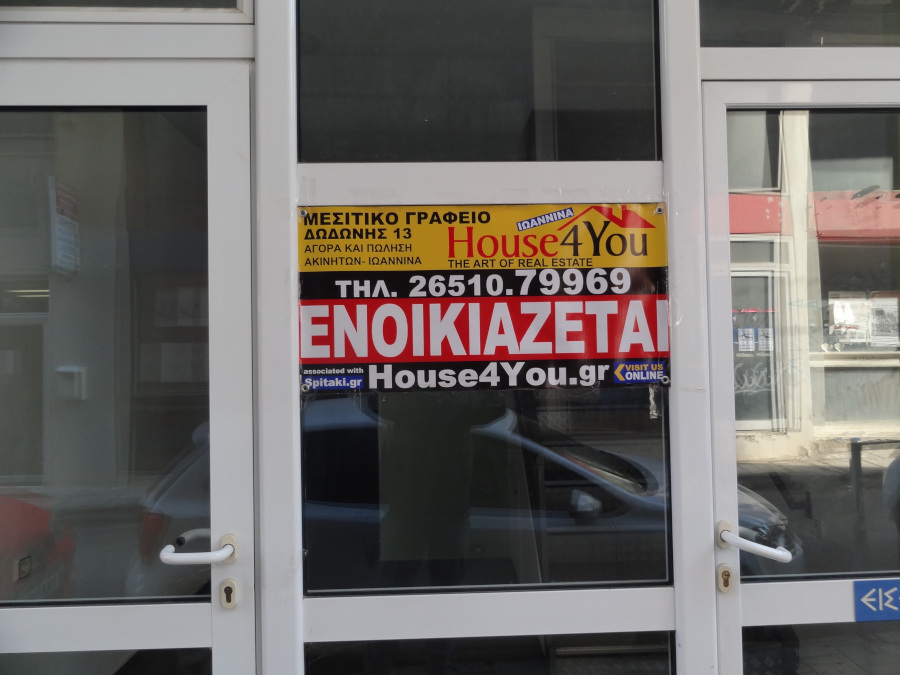 ΜΕΣΙΤΙΚΟ ΓΡΑΦΕΙΟ
ΔΩΔΩΝΗΣ 13
ΑΓΟΡΑ ΚΑΙ ΠΩΛΗΣΗ
ΑΚΙΝΗΤΩΝ- ΙΩΑΝΝΙΝΑ
ΙΩΑΝΝΙΝΑ
House4You
THE ART OF REAL ESTATE
ΤΗΛ. 26510.79969
ΕΝΟΙΚΙΑΖΕΤΑΙ
associated with
Spitaki.gr
House4You.gr
VISIT US
ONLINE
ΕΙΣ